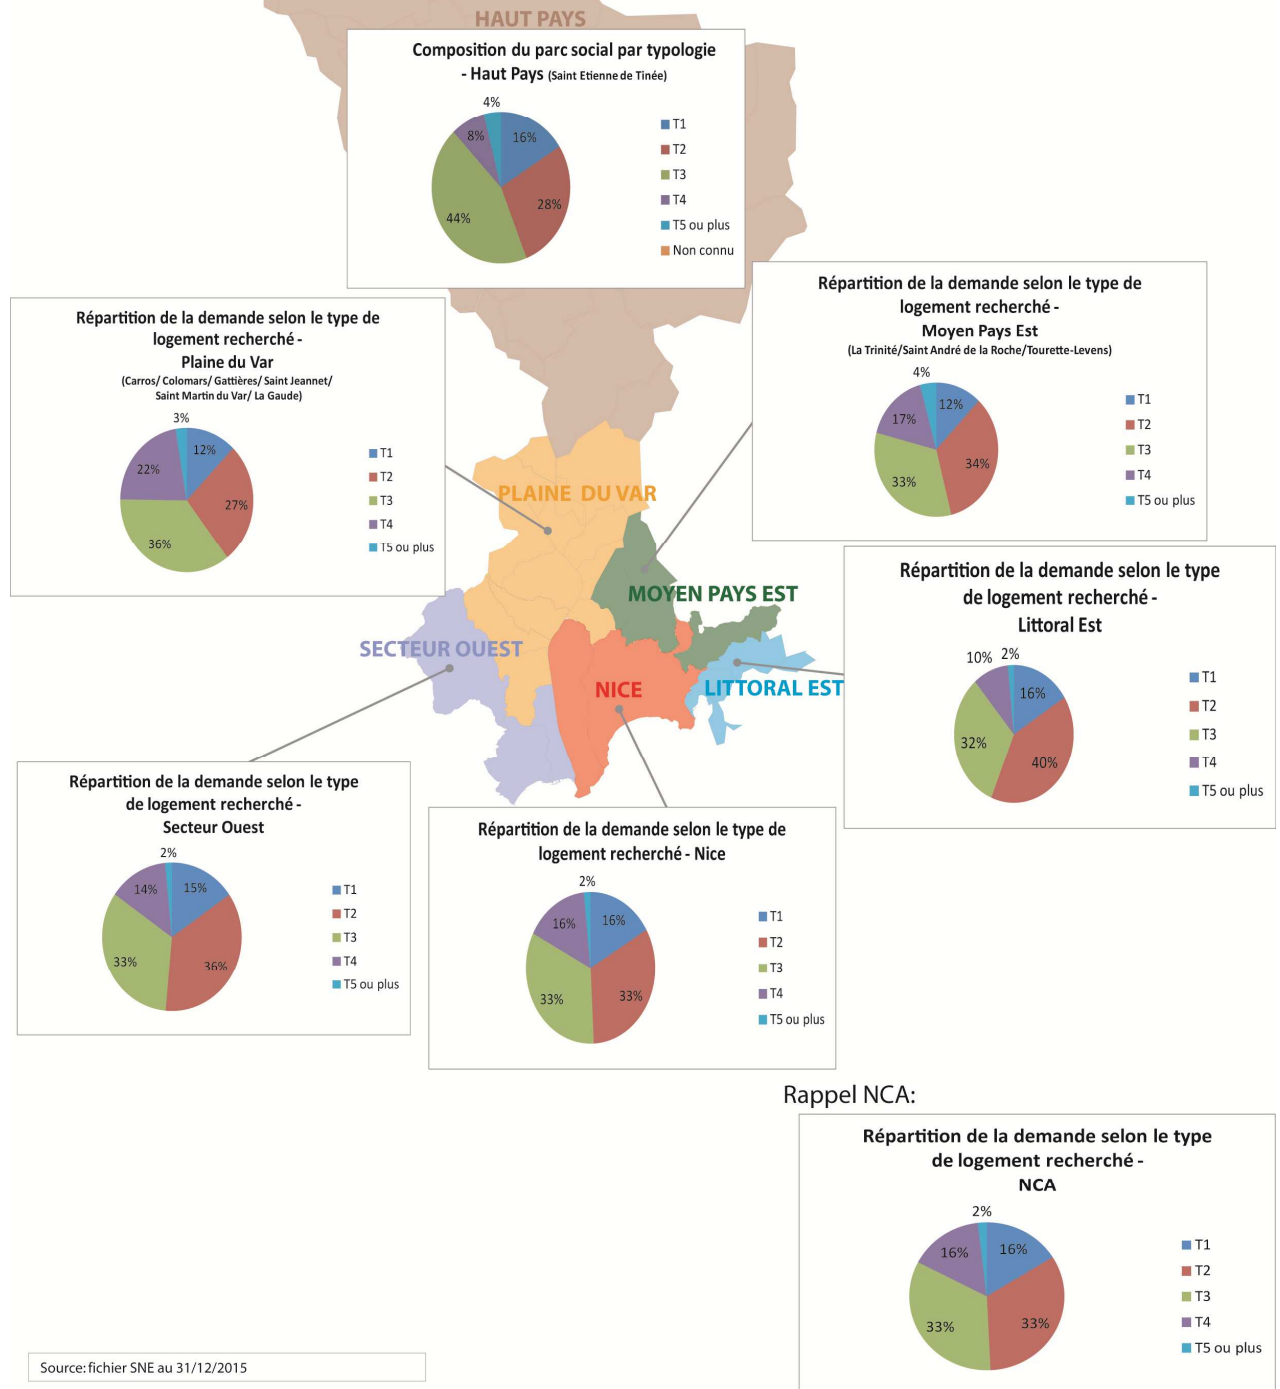 HAUT PAYS
Composition du parc social par typologie
- Haut Pays (Saint Etienne de Tinée)
4%
16%
8%
28%
44%
T1
T2
T3
T4
T5 ou plus
Non connu
Répartition de la demande selon le type de
logement recherché -
Moyen Pays Est
(La Trinité/Saint André de la Roche/Tourette-Levens)
4%
12%
17%
34%
33%
T1
T2
T3
T4
T5 ou plus
Répartition de la demande selon le type de
logement recherché -
Plaine du Var
(Carros/ Colomars/ Gattières/ Saint Jeannet/
Saint Martin du Var/ La Gaude)
3%
12%
22%
27%
36%
T1
T2
T3
T4
T5 ou plus
PLAINE DU VAR
MOYEN PAYS EST
SECTEUR OUEST
NICE
LITTORAL EST
Répartition de la demande selon le type
de logement recherché -
Littoral Est
10%
2%
16%
32%
40%
T1
T2
T3
T4
T5 ou plus
Répartition de la demande selon le type
de logement recherché -
Secteur Ouest
2%
14%
15%
33%
36%
T1
T2
T3
T4
T5 ou plus
Répartition de la demande selon le type de
logement recherché - Nice
2%
16%
16%
33%
33%
T1
T2
T3
T4
T5 ou plus
Rappel NCA:
Répartition de la demande selon le type
de logement recherché -
NCA
2%
16%
16%
33%
33%
T1
T2
T3
T4
T5 ou plus
Source: fichier SNE au 31/12/2015